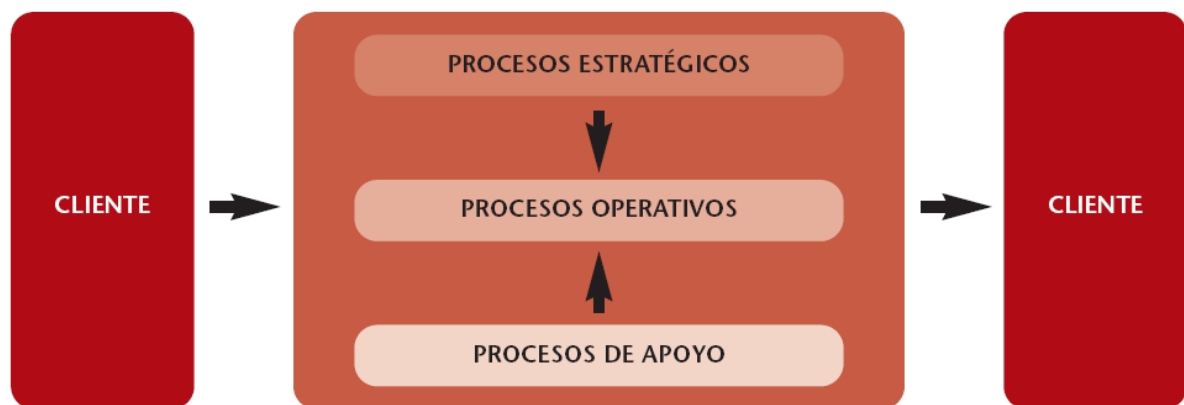 PROCESOS ESTRATÉGICOS
CLIENTE
PROCESOS OPERATIVOS
CLIENTE
PROCESOS DE APOYO